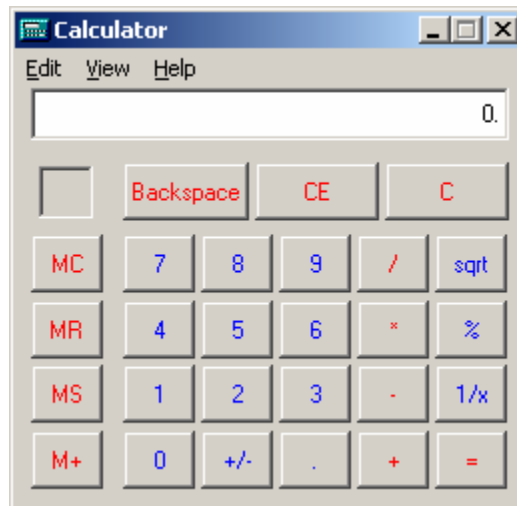 Calculator
Edit View Help
0.
Backspace CE C
MC 7 8 9 / sqrt
MR 4 5 6 * %
MS 1 2 3 - 1/x
M+ 0 +/- . + =